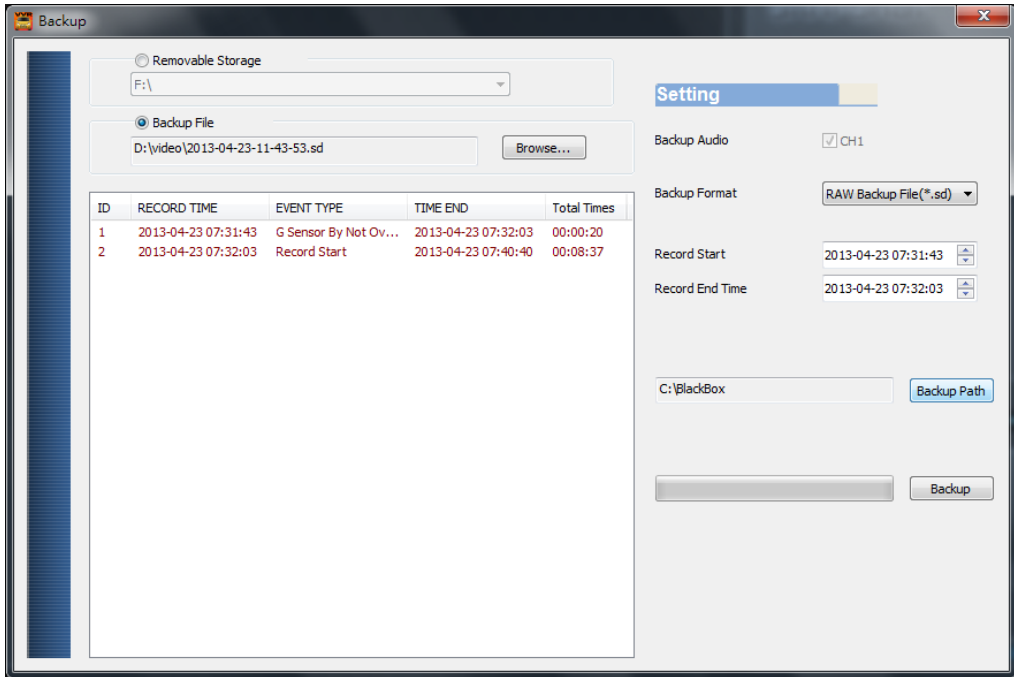 Backup
Removable Storage
F:\
Backup File
D:\video\2013-04-23-11-43-53.sd
Browse...
ID RECORD TIME EVENT TYPE TIME END Total Times
1 2013-04-23 07:31:43 G Sensor By Not Ov... 2013-04-23 07:32:03 00:00:20
2 2013-04-23 07:32:03 Record Start 2013-04-23 07:40:40 00:08:37
Setting
Backup Audio CH1
Backup Format RAW Backup File(*.sd)
Record Start 2013-04-23 07:31:43
Record End Time 2013-04-23 07:32:03
C:\BlackBox Backup Path
Backup